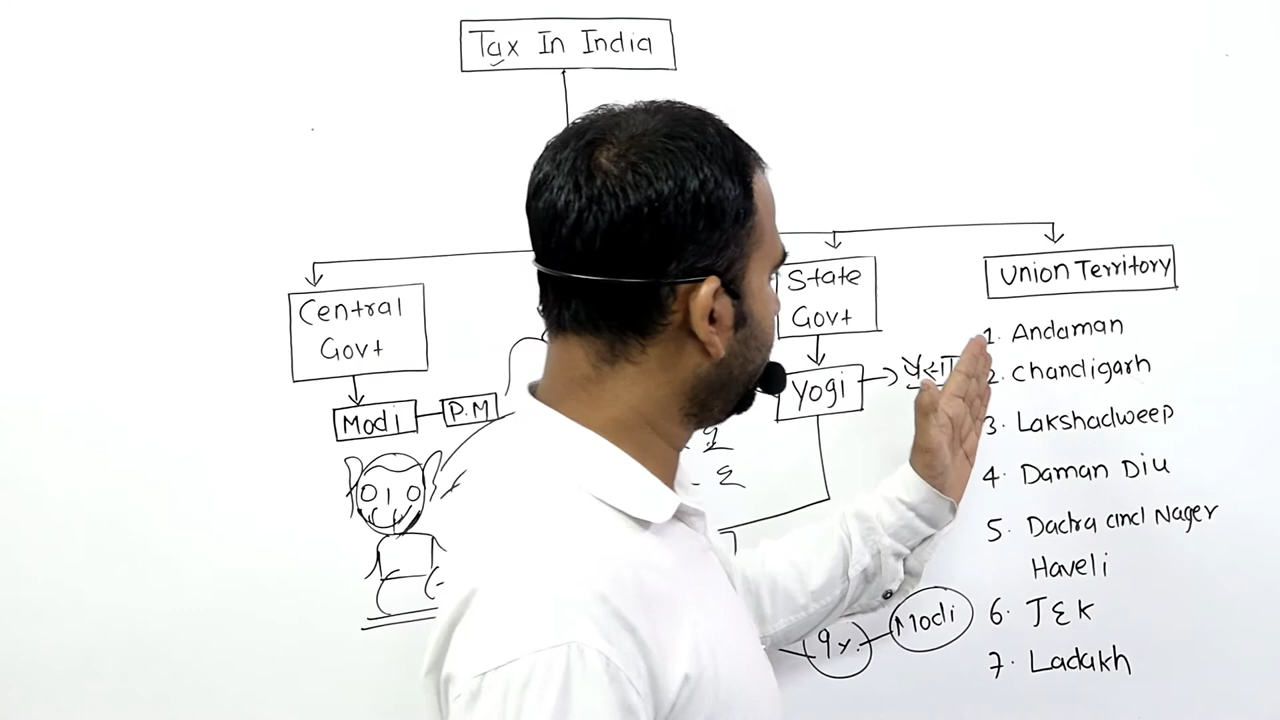 Tax In India
Central
Govt
Modi
P.M
State
Govt
Yogi
Union Territory
1. Andaman
2. Chandigarh
3. Lakshadweep
4. Daman Diu
5. Dadra and Nager
Haveli
6. J & K
7. Ladakh
9%
Modi